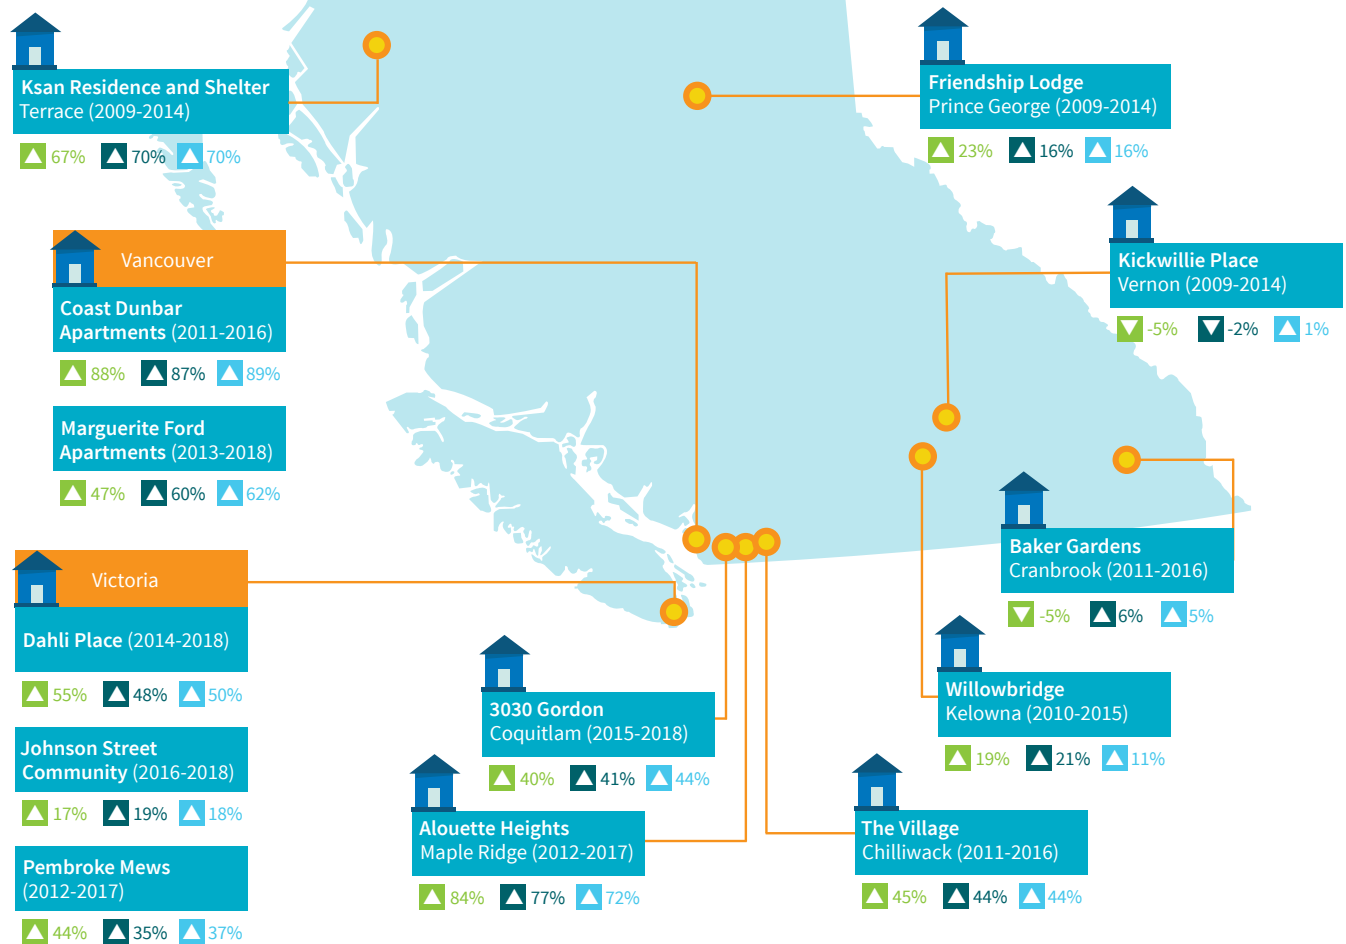 Ksan Residence and Shelter
Terrace (2009-2014)
67% 70% 70%
Friendship Lodge
Prince George (2009-2014)
23% 16% 16%
Kickwillie Place
Vernon (2009-2014)
-5% -2% 1%
Vancouver
Coast Dunbar
Apartments (2011-2016)
88% 87% 89%
Marguerite Ford
Apartments (2013-2018)
47% 60% 62%
Baker Gardens
Cranbrook (2011-2016)
-5% 6% 5%
Victoria
Dahli Place (2014-2018)
55% 48% 50%
Johnson Street
Community (2016-2018)
17% 19% 18%
Pembroke Mews
(2012-2017)
44% 35% 37%
3030 Gordon
Coquitlam (2015-2018)
40% 41% 44%
Alouette Heights
Maple Ridge (2012-2017)
84% 77% 72%
Willowbridge
Kelowna (2010-2015)
19% 21% 11%
The Village
Chilliwack (2011-2016)
45% 44% 44%